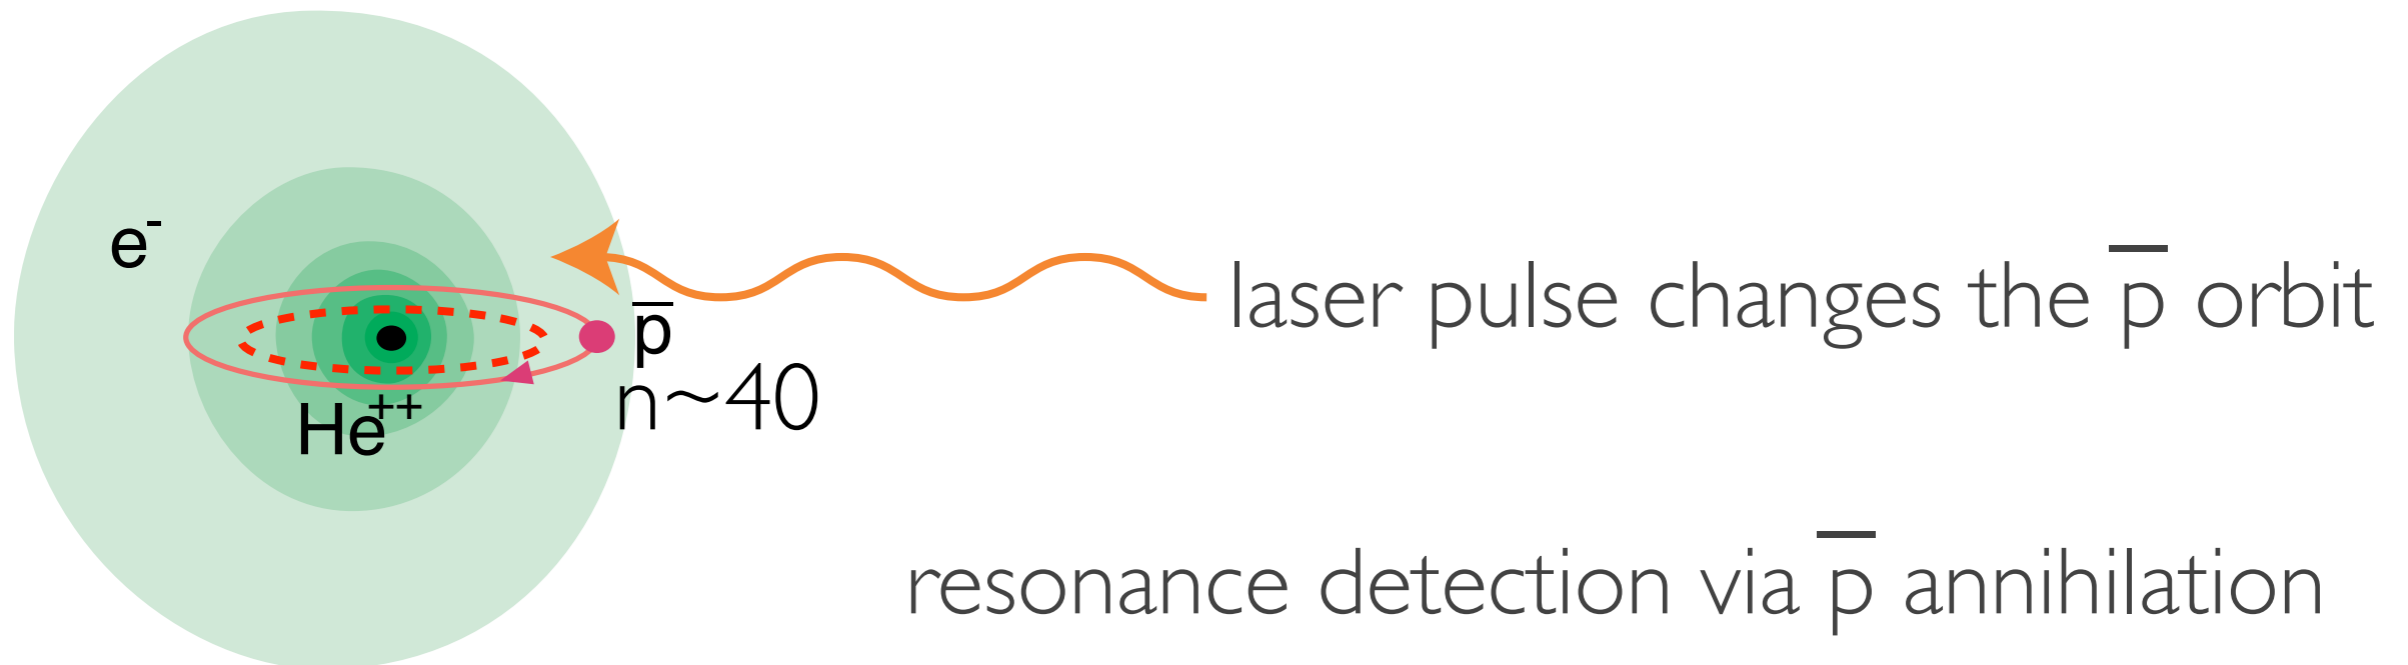 e⁻
laser pulse changes the p̅ orbit
p̅
n~40
He⁺⁺
resonance detection via p̅ annihilation